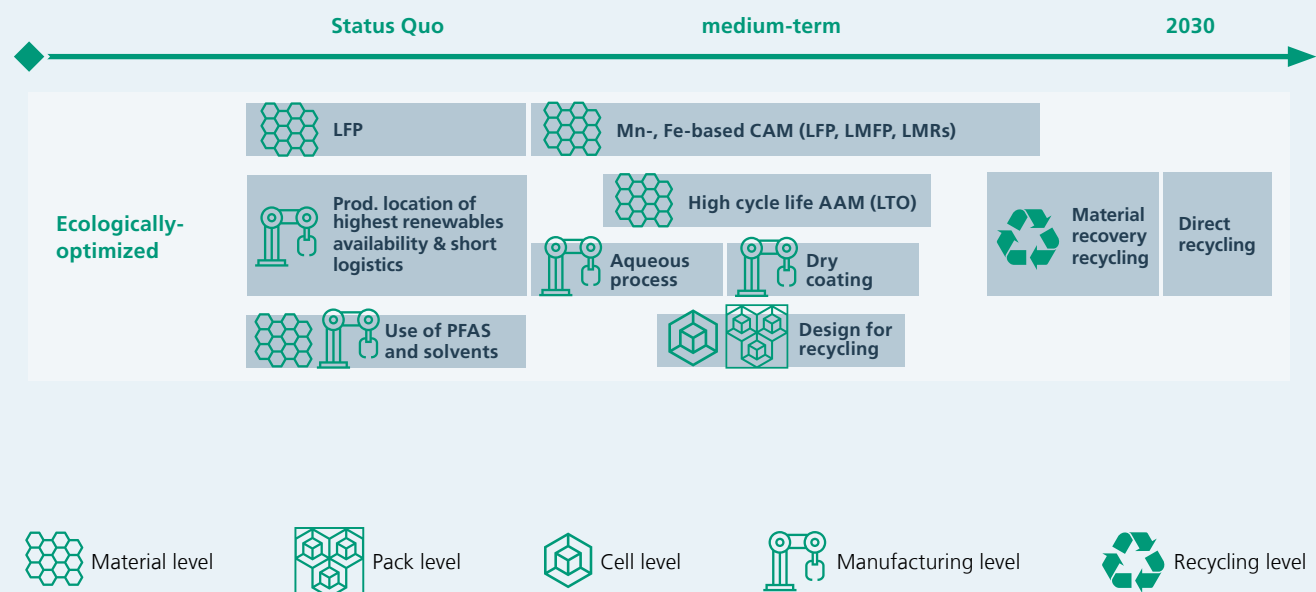 Status Quo
medium-term
2030
Ecologically-
optimized
LFP
Mn-, Fe-based CAM (LFP, LMFP, LMRs)
Prod. location of
highest renewables
availability & short
logistics
High cycle life AAM (LTO)
Aqueous
process
Dry
coating
Material
recovery
recycling
Direct
recycling
Use of PFAS
and solvents
Design for
recycling
Material level
Pack level
Cell level
Manufacturing level
Recycling level